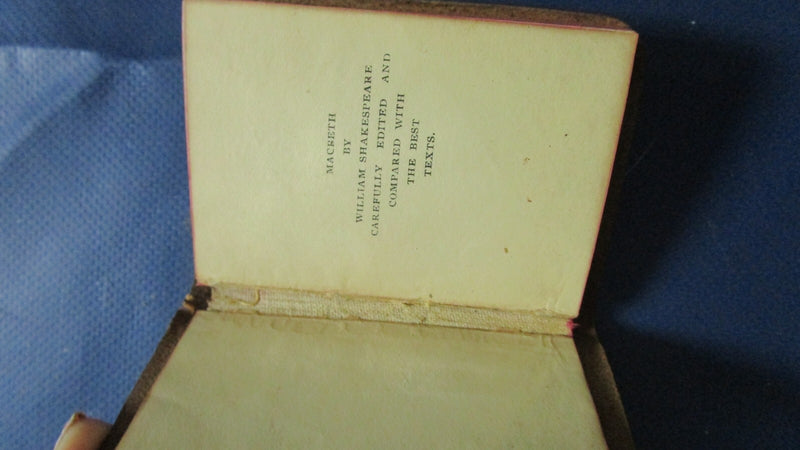 MACBETH
BY
WILLIAM SHAKESPEARE
CAREFULLY EDITED AND
COMPARED WITH
THE BEST
TEXTS.